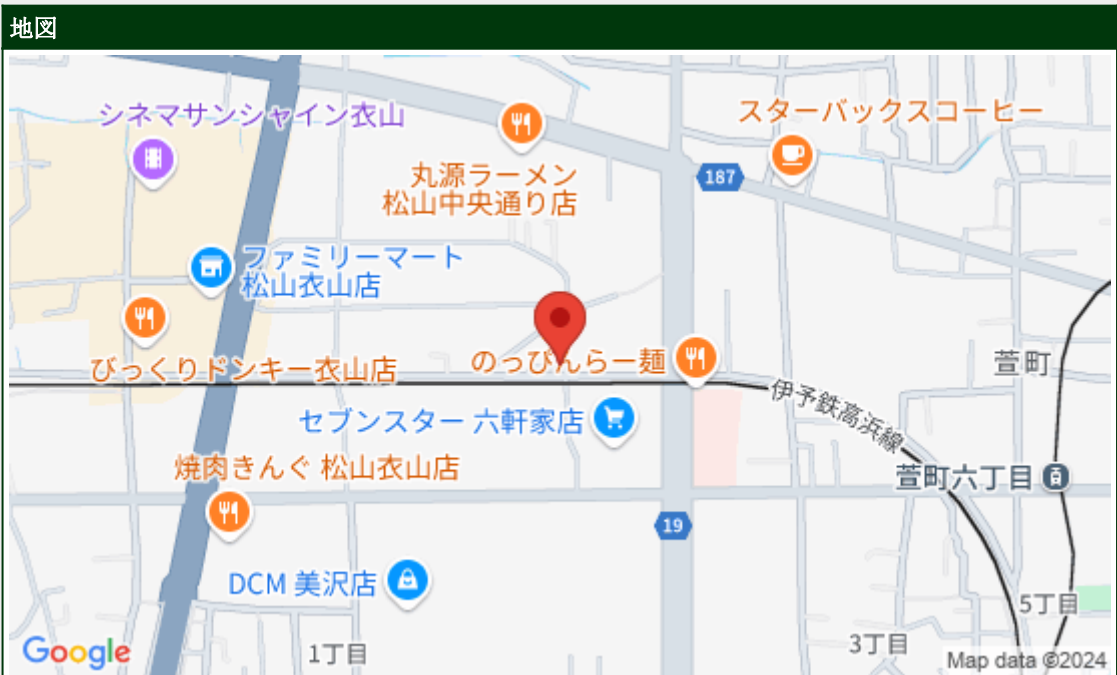 地図
シネマサンシャイン衣山
スターバックスコーヒー
丸源ラーメン
松山中央通り店
187
ファミリーマート
松山衣山店
びっくりドンキー衣山店
のっぴんらー麺
萱町
伊予鉄高浜線
セブンスター 六軒家店
焼肉きんぐ 松山衣山店
萱町六丁目
19
DCM 美沢店
5丁目
1丁目
3丁目
Google
Map data ©2024